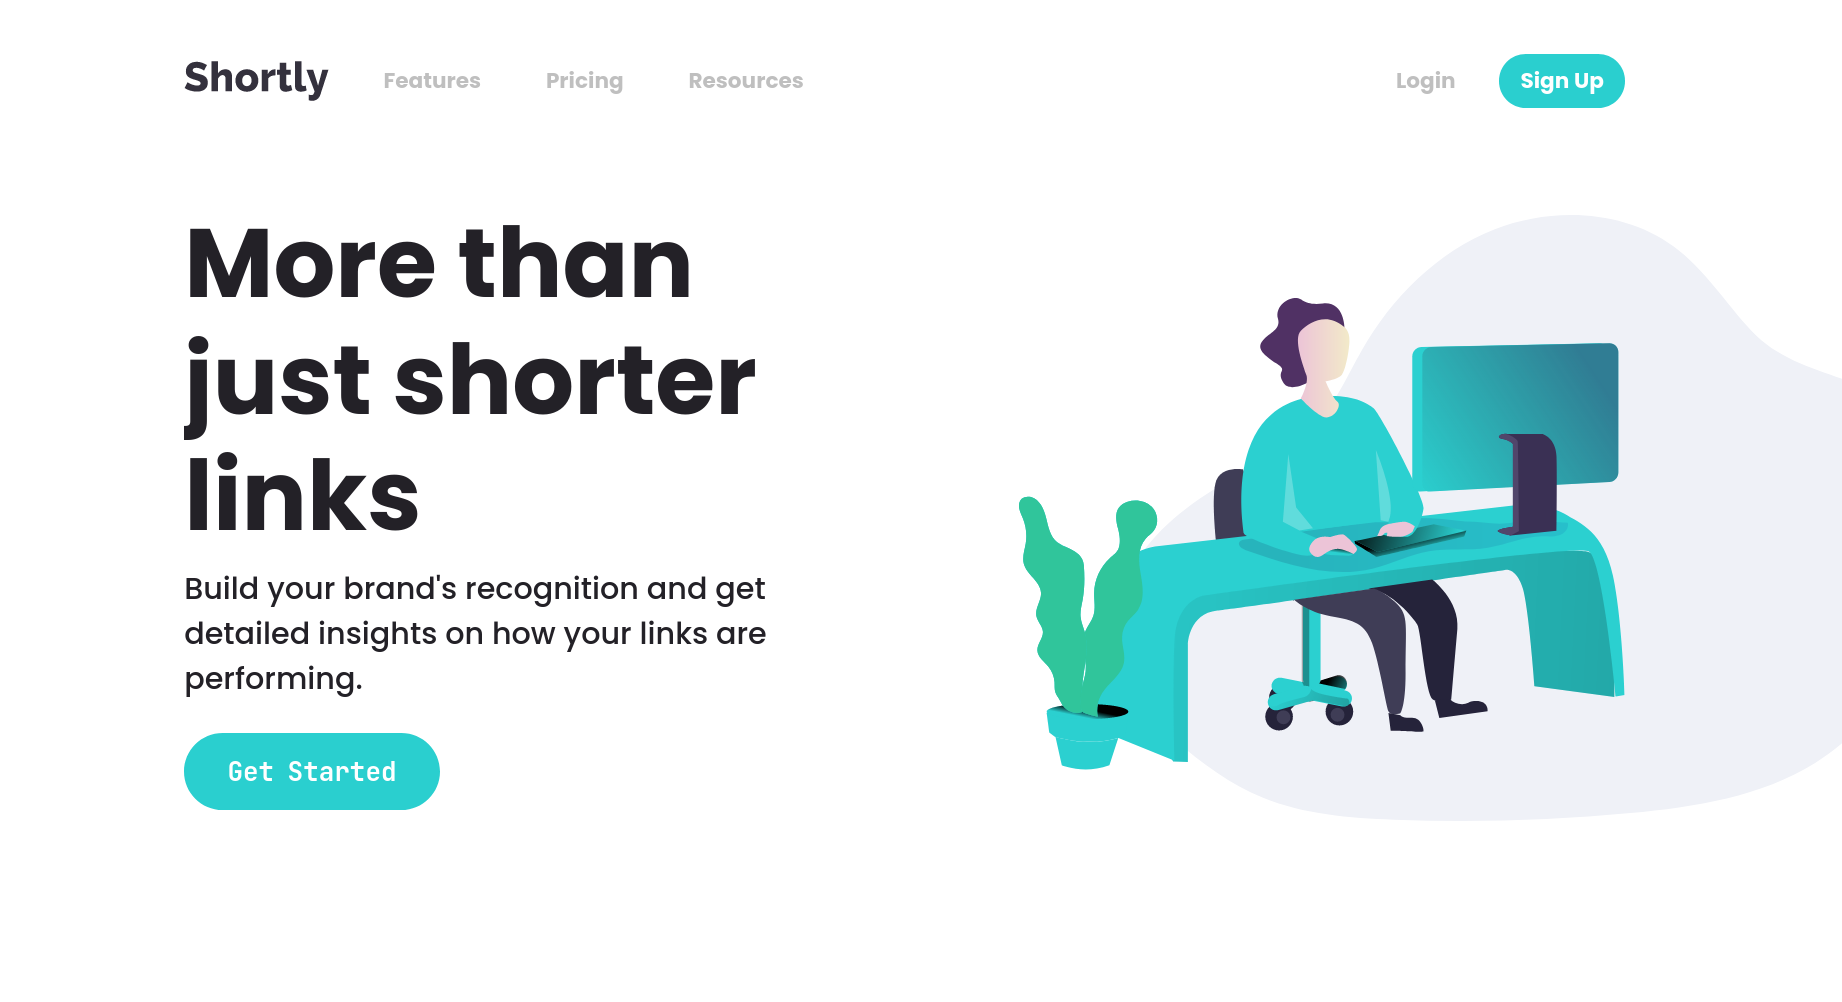 Shortly Features Pricing Resources Login Sign Up
More than
just shorter
links
Build your brand's recognition and get
detailed insights on how your links are
performing.
Get Started